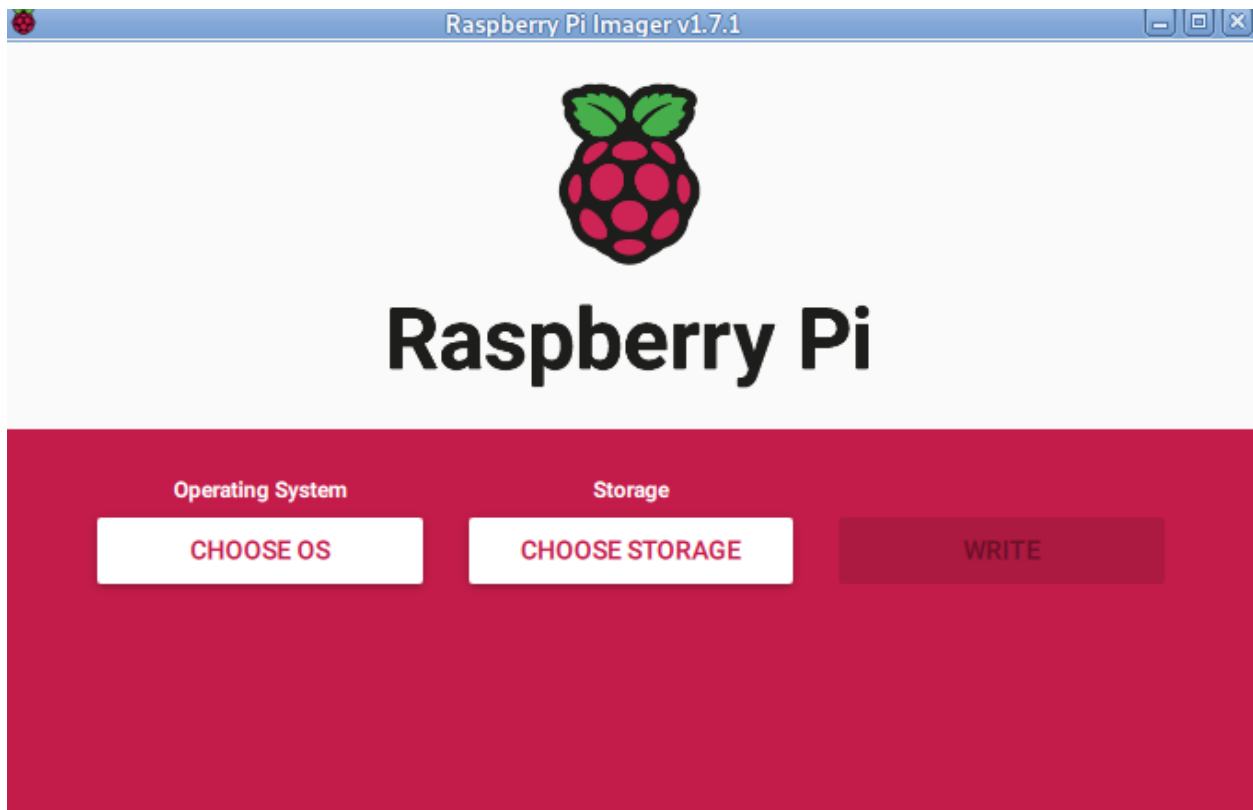 Raspberry Pi Imager v1.7.1
Raspberry Pi
Operating System
Storage
CHOOSE OS
CHOOSE STORAGE
WRITE